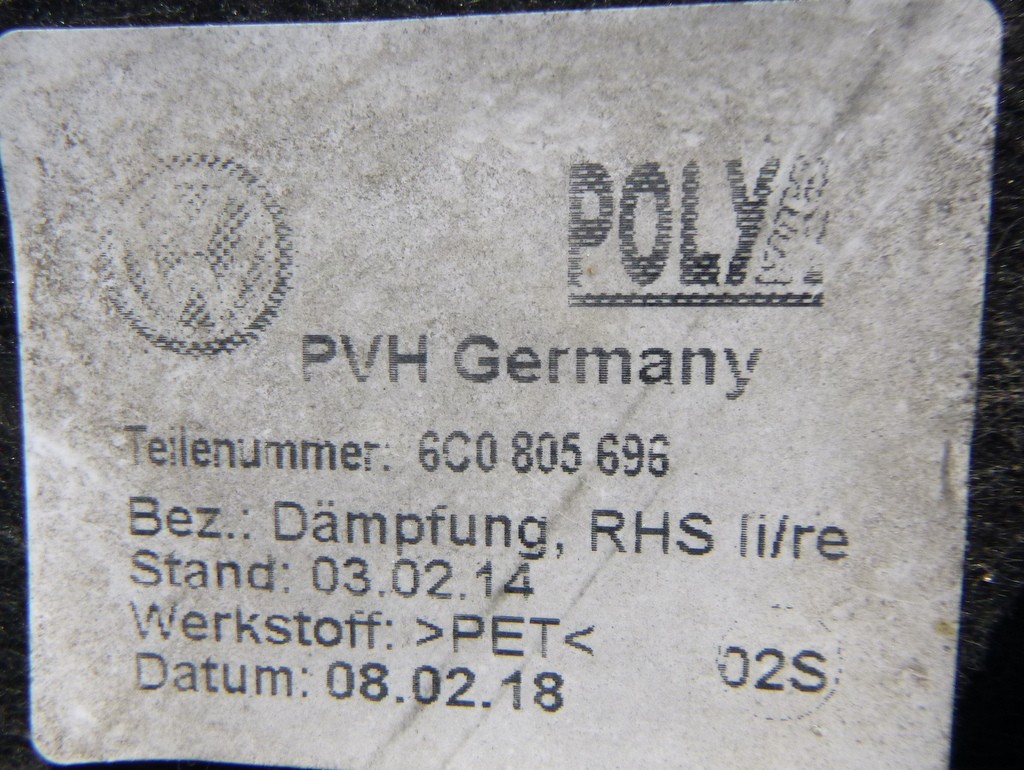 POLY
PVH Germany
Teilenummer: 6C0 805 696
Bez.: Dämpfung, RHS li/re
Stand: 03.02.14
Werkstoff: >PET<
02S
Datum: 08.02.18